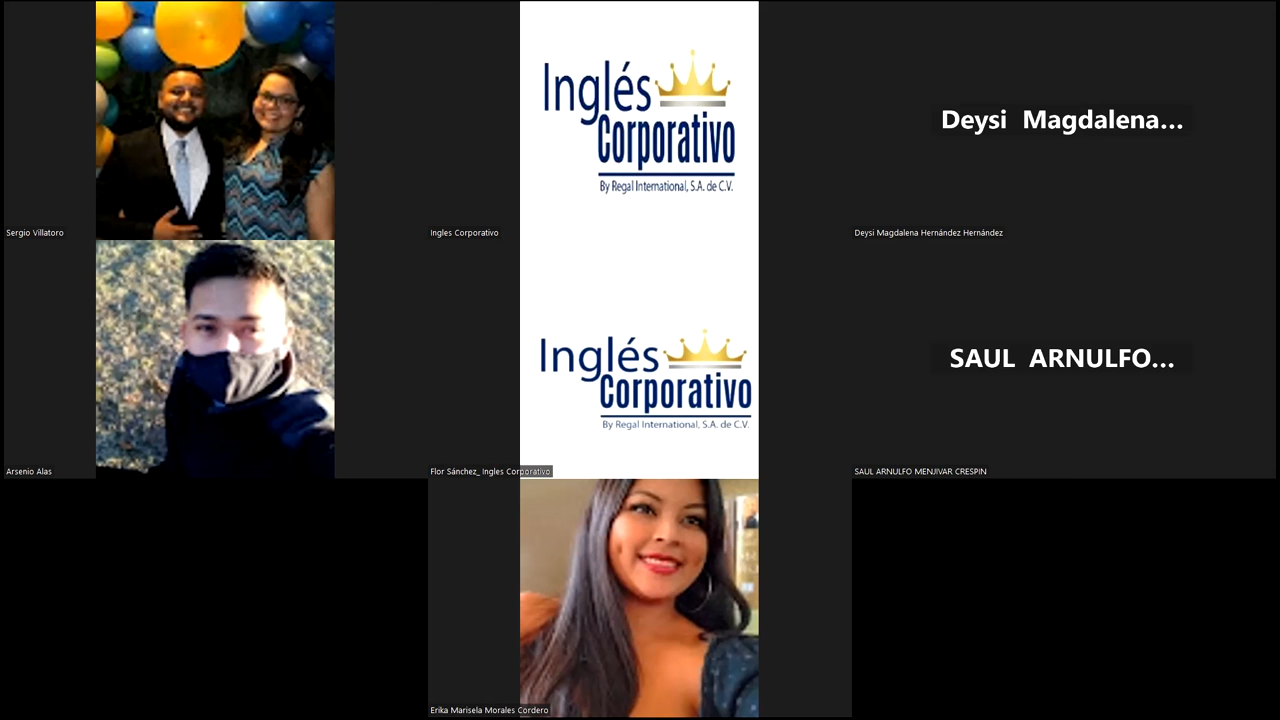 Inglés
Corporativo
By Regal International, S.A. de C.V.
Deysi Magdalena...
Sergio Villatoro
Ingles Corporativo
Deysi Magdalena Hernández Hernández
Inglés
Corporativo
By Regal International, S.A. de C.V.
SAUL ARNULFO...
Arsenio Alas
Flor Sánchez_ Ingles Corporativo
SAUL ARNULFO MENJIVAR CRESPIN
Erika Marisela Morales Cordero